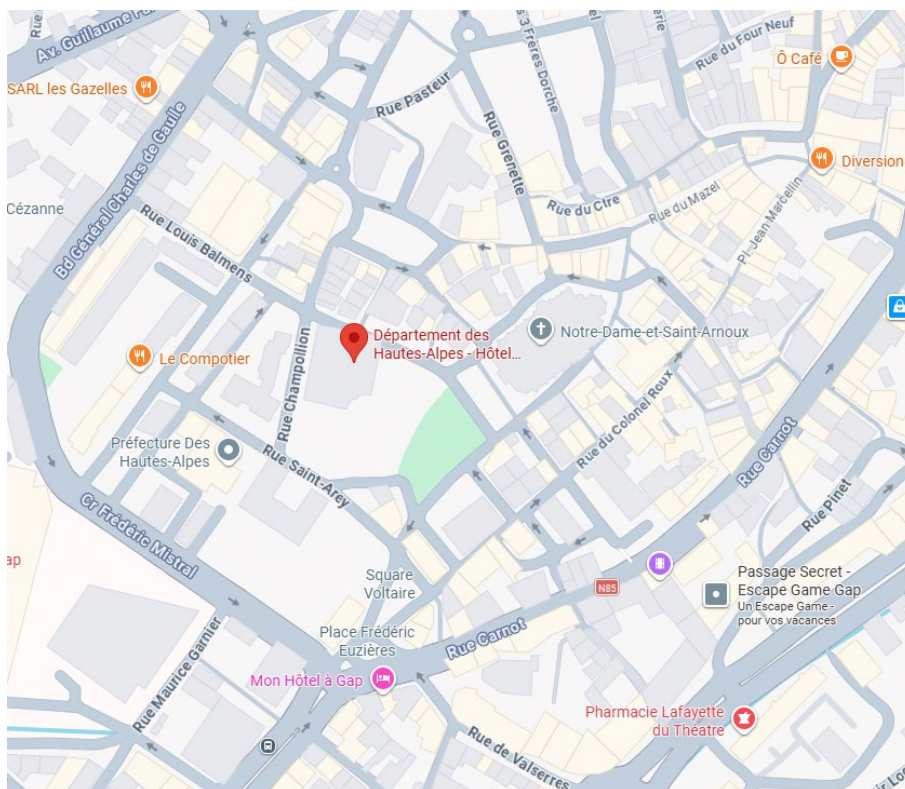 Av. Guillaume
SARL les Gazelles
Bd Général Charles de Gaulle
Cézanne
Rue Pasteur
3 Frères Dorche
Rue Grenette
Rue du Four Neuf
Ô Café
Diversion
Rue du Ctre
Rue du Mazel
Pl. Jean Marcellin
Rue Louis Balmens
Rue Champollion
Département des
Hautes-Alpes - Hôtel...
Notre-Dame-et-Saint-Arnoux
Le Compotier
Rue du Colonel Roux
Préfecture Des
Hautes-Alpes
Rue Saint-Arey
Rue Carnot
Rue Pinet
Cr Frédéric Mistral
ap
Square
Voltaire
N85
Passage Secret -
Escape Game Gap
Un Escape Game -
pour vos vacances
Place Frédéric
Euzières
Rue Carnot
Rue Maurice Garnier
Mon Hôtel à Gap
Pharmacie Lafayette
du Théatre
Rue de Valserres